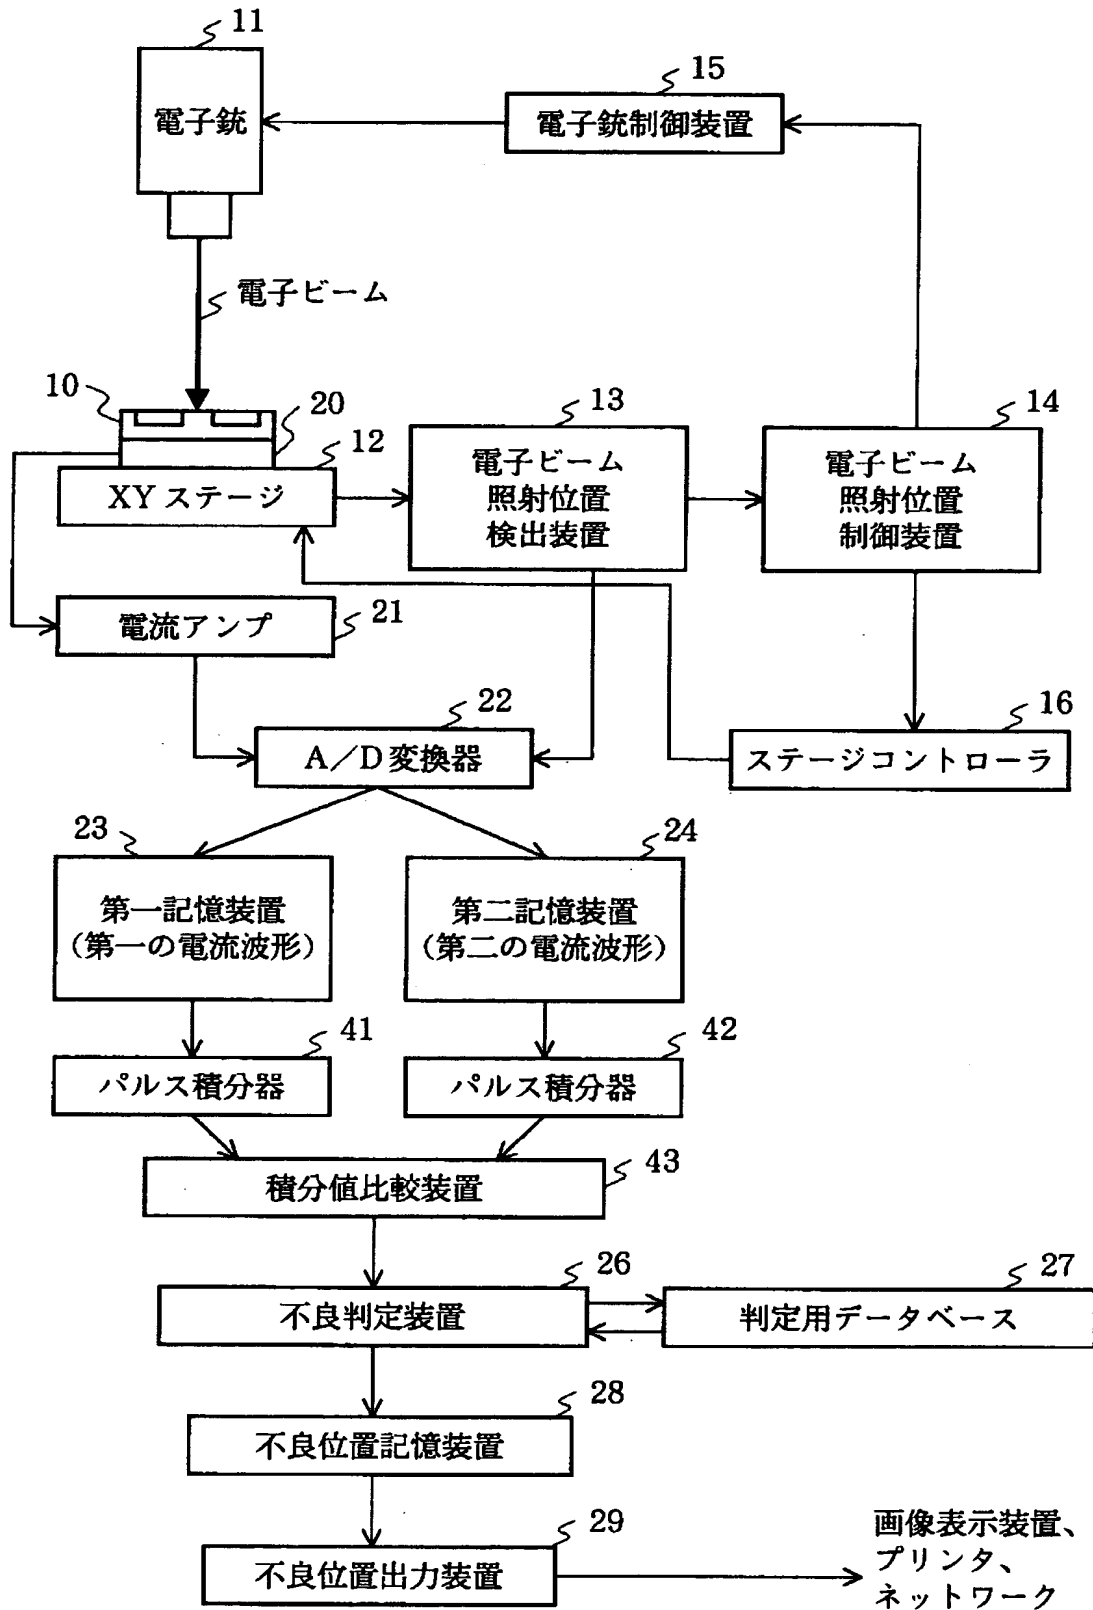 11
電子銃
15
電子銃制御装置
電子ビーム
10
20
12
XYステージ
13
電子ビーム
照射位置
検出装置
14
電子ビーム
照射位置
制御装置
電流アンプ
21
22
A/D変換器
16
ステージコントローラ
23
第一記憶装置
(第一の電流波形)
24
第二記憶装置
(第二の電流波形)
41
パルス積分器
42
パルス積分器
43
積分値比較装置
26
不良判定装置
27
判定用データベース
28
不良位置記憶装置
29
不良位置出力装置
画像表示装置、
プリンタ、
ネットワーク